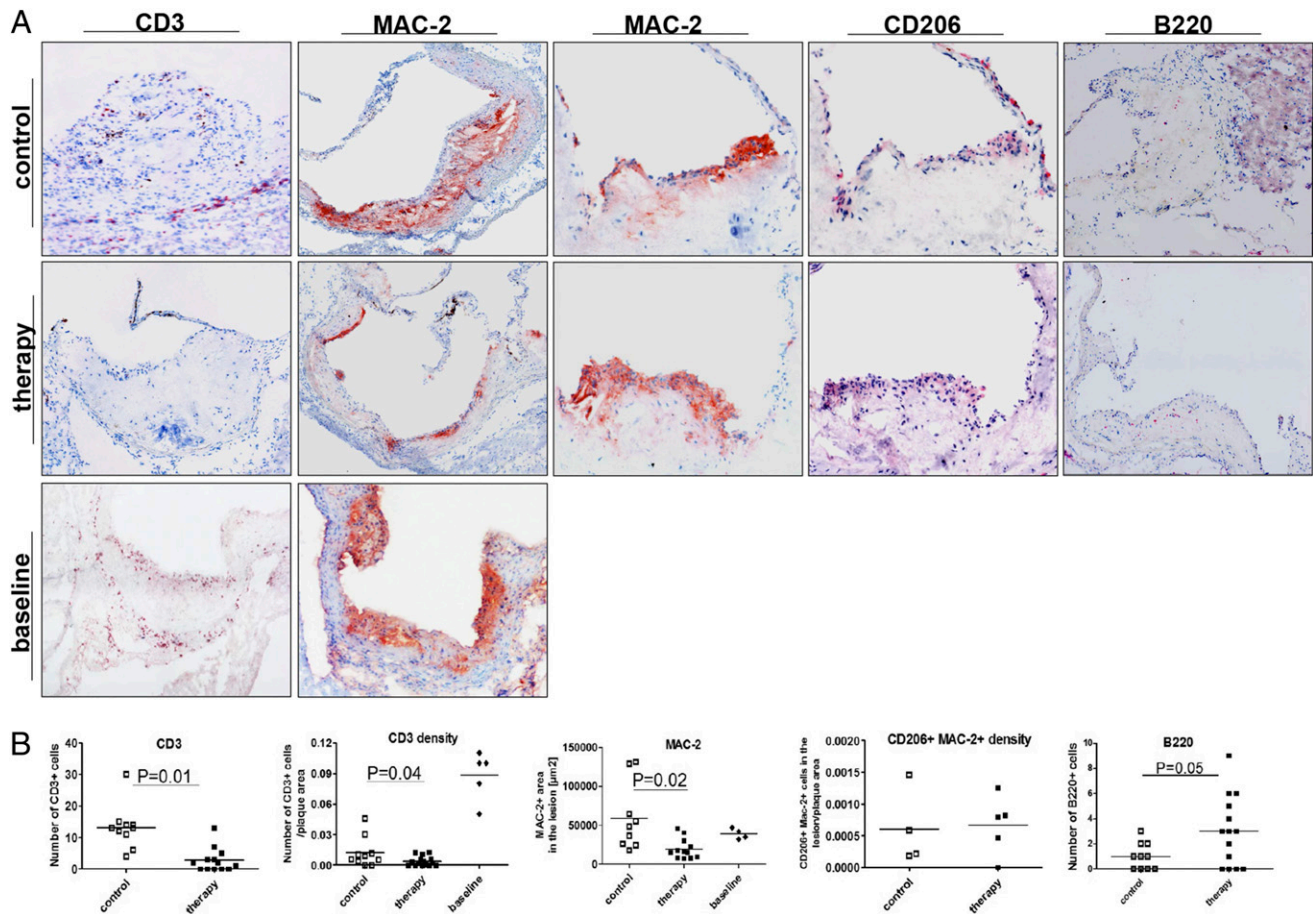 A
CD3
MAC-2
MAC-2
CD206
B220
control
therapy
baseline
B
CD3
Number of CD3+ cells
40
30
20
10
0
P=0.01
control
therapy
CD3 density
Number of CD3+ cells
/plaque area
0.12
0.09
0.06
0.03
0.00
P=0.04
control
therapy
baseline
MAC-2
MAC-2+ area
in the lesion [µm2]
150000
100000
50000
0
P=0.02
control
therapy
baseline
CD206+ MAC-2+ density
CD206+ Mac-2+ cells in the
lesion/plaque area
0.0020
0.0015
0.0010
0.0005
0.0000
control
therapy
B220
Number of B220+ cells
10
8
6
4
2
0
P=0.05
control
therapy